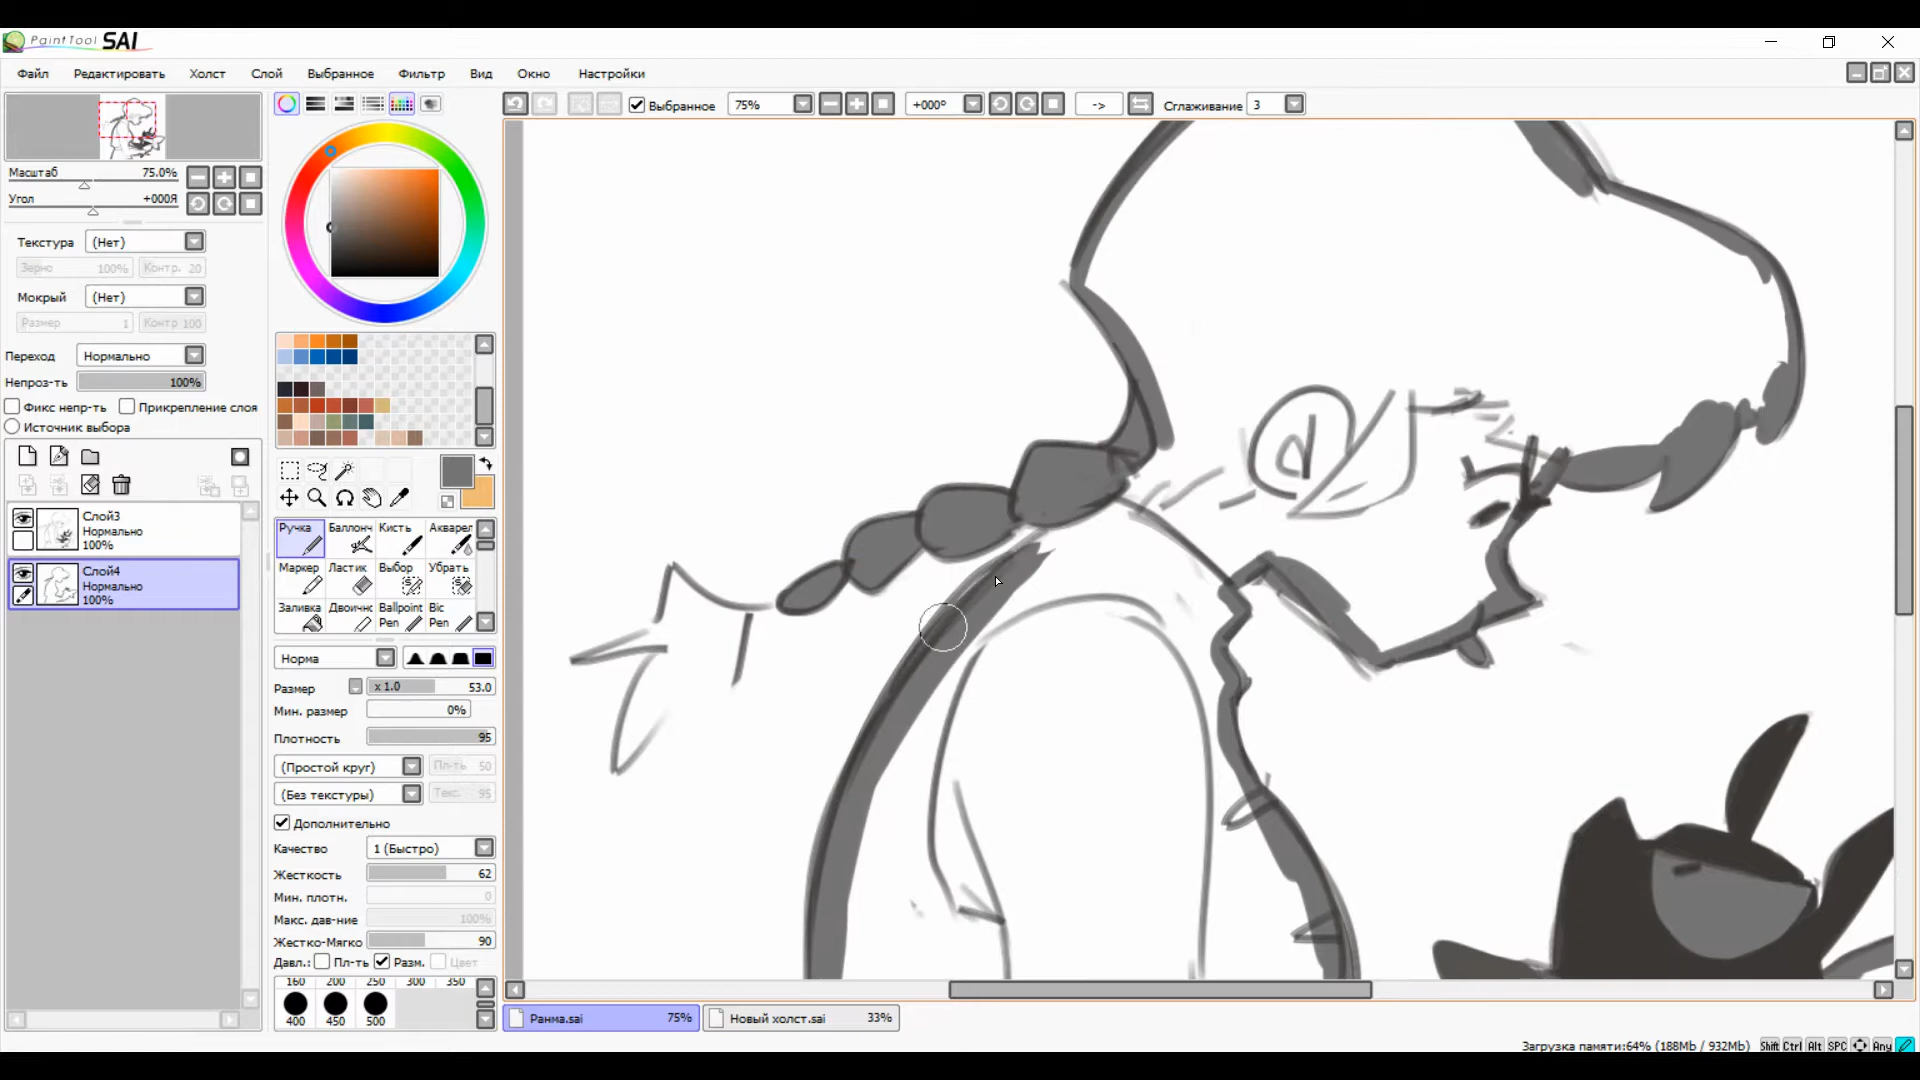 PaintTool SAI
Файл Редактировать Холст Слой Выбранное Фильтр Вид Окно Настройки
Выбранное 75% +000º -> Сглаживание 3
Масштаб 75.0%
Угол +000Я
Текстура (Нет)
Зерно 100% Контр. 20
Мокрый (Нет)
Размер 1 Контр 100
Переход Нормально
Непроз-ть 100%
Фикс непр-ть Прикрепление слоя
Источник выбора
Слой3
Нормально
100%
Слой4
Нормально
100%
Ручка Баллонч Кисть Акварел
Маркер Ластик Выбор Убрать
Заливка Двоичн Ballpoint Pen Bic Pen
Норма
Размер x 1.0 53.0
Мин. размер 0%
Плотность 95
(Простой круг) Пл-ть 50
(Без текстуры) Текс. 95
Дополнительно
Качество 1 (Быстро)
Жесткость 62
Мин. плотн. 0
Макс. дав-ние 100%
Жестко-Мягко 90
Давл.: Пл-ть Разм. Цвет
160 200 250 300 350
400 450 500
Ранма.sai 75% Новый холст.sai 33%
Загрузка памяти:64% (188Mb / 932Mb) Shift Ctrl Alt SPC Any